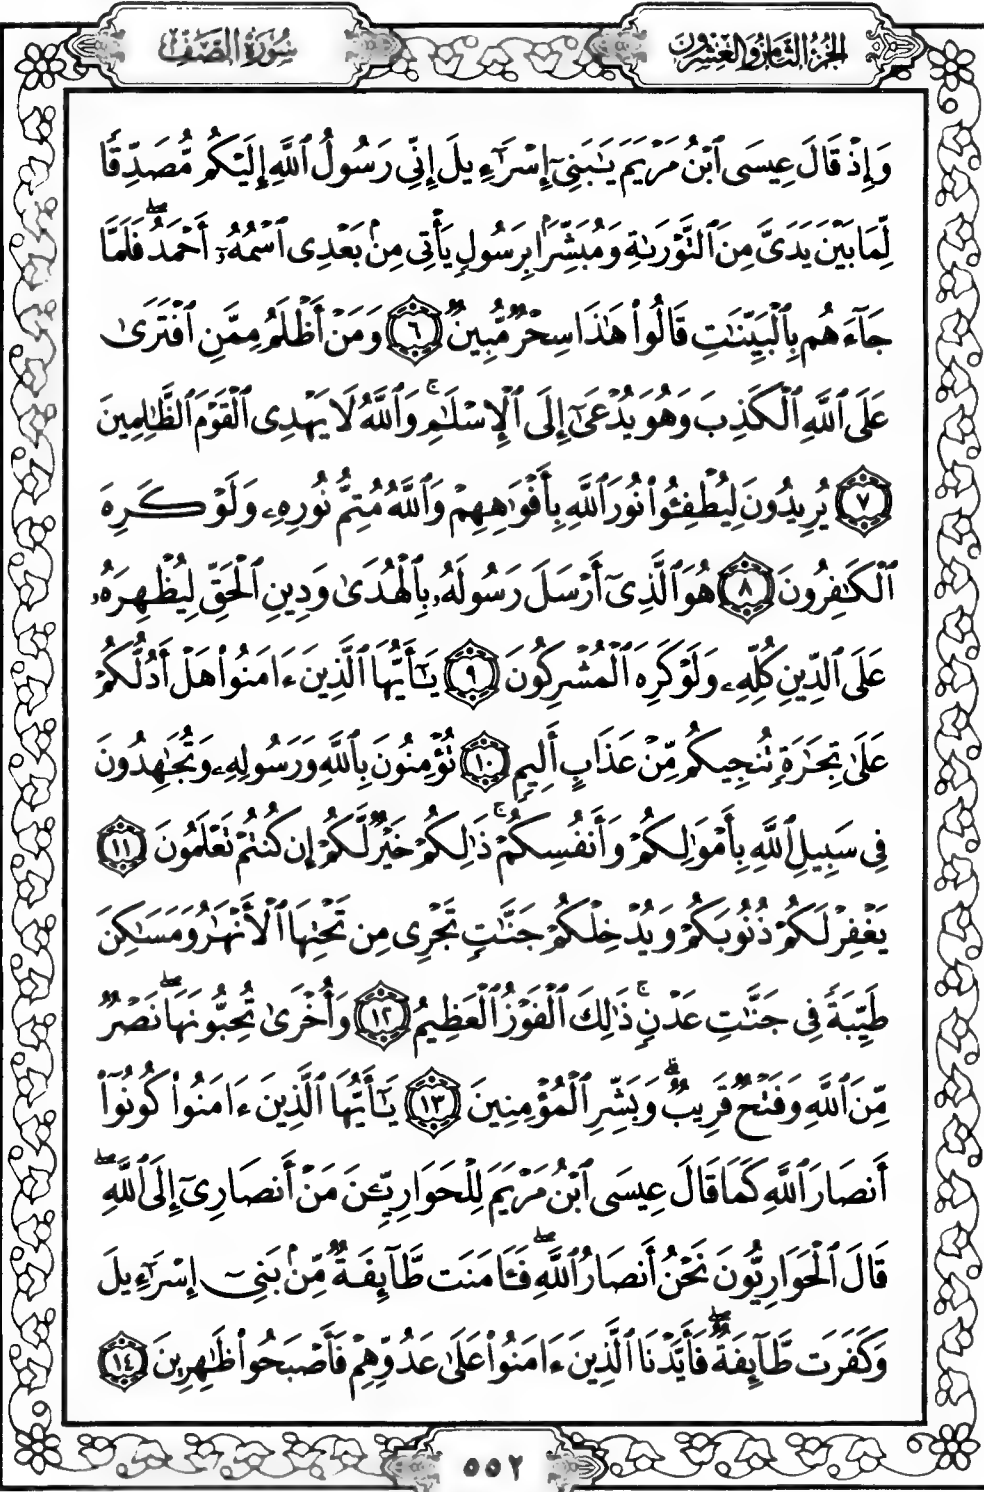 الجزء الثامن والعشرون
سورة الصف
وَإِذْ قَالَ عِيسَى ٱبْنُ مَرْيَمَ يَـٰبَنِىٓ إِسْرَٰٓءِيلَ إِنِّى رَسُولُ ٱللَّهِ إِلَيْكُم مُّصَدِّقًا
لِّمَا بَيْنَ يَدَىَّ مِنَ ٱلتَّوْرَىٰةِ وَمُبَشِّرًۢا بِرَسُولٍ يَأْتِى مِنۢ بَعْدِى ٱسْمُهُۥٓ أَحْمَدُ ۖ فَلَمَّا
جَآءَهُم بِٱلْبَيِّنَـٰتِ قَالُوا۟ هَـٰذَا سِحْرٌ مُّبِينٌ ٦ وَمَنْ أَظْلَمُ مِمَّنِ ٱفْتَرَىٰ
عَلَى ٱللَّهِ ٱلْكَذِبَ وَهُوَ يُدْعَىٰٓ إِلَى ٱلْإِسْلَـٰمِ ۚ وَٱللَّهُ لَا يَهْدِى ٱلْقَوْمَ ٱلظَّـٰلِمِينَ
٧ يُرِيدُونَ لِيُطْفِـُٔوا۟ نُورَ ٱللَّهِ بِأَفْوَٰهِهِمْ وَٱللَّهُ مُتِمُّ نُورِهِۦ وَلَوْ كَرِهَ
ٱلْكَـٰفِرُونَ ٨ هُوَ ٱلَّذِىٓ أَرْسَلَ رَسُولَهُۥ بِٱلْهُدَىٰ وَدِينِ ٱلْحَقِّ لِيُظْهِرَهُۥ
عَلَى ٱلدِّينِ كُلِّهِۦ وَلَوْ كَرِهَ ٱلْمُشْرِكُونَ ٩ يَـٰٓأَيُّهَا ٱلَّذِينَ ءَامَنُوا۟ هَلْ أَدُلُّكُمْ
عَلَىٰ تِجَـٰرَةٍ تُنجِيكُم مِّنْ عَذَابٍ أَلِيمٍ ١٠ تُؤْمِنُونَ بِٱللَّهِ وَرَسُولِهِۦ وَتُجَـٰهِدُونَ
فِى سَبِيلِ ٱللَّهِ بِأَمْوَٰلِكُمْ وَأَنفُسِكُمْ ۚ ذَٰلِكُمْ خَيْرٌ لَّكُمْ إِن كُنتُمْ تَعْلَمُونَ ١١
يَغْفِرْ لَكُمْ ذُنُوبَكُمْ وَيُدْخِلْكُمْ جَنَّـٰتٍ تَجْرِى مِن تَحْتِهَا ٱلْأَنْهَـٰرُ وَمَسَـٰكِنَ
طَيِّبَةً فِى جَنَّـٰتِ عَدْنٍ ۚ ذَٰلِكَ ٱلْفَوْزُ ٱلْعَظِيمُ ١٢ وَأُخْرَىٰ تُحِبُّونَهَا ۖ نَصْرٌ
مِّنَ ٱللَّهِ وَفَتْحٌ قَرِيبٌ ۗ وَبَشِّرِ ٱلْمُؤْمِنِينَ ١٣ يَـٰٓأَيُّهَا ٱلَّذِينَ ءَامَنُوا۟ كُونُوٓا۟
أَنصَارَ ٱللَّهِ كَمَا قَالَ عِيسَى ٱبْنُ مَرْيَمَ لِلْحَوَارِيِّـۧنَ مَنْ أَنصَارِىٓ إِلَى ٱللَّهِ ۖ
قَالَ ٱلْحَوَارِيُّونَ نَحْنُ أَنصَارُ ٱللَّهِ ۖ فَـَٔامَنَت طَّآئِفَةٌ مِّنۢ بَنِىٓ إِسْرَٰٓءِيلَ
وَكَفَرَت طَّآئِفَةٌ ۖ فَأَيَّدْنَا ٱلَّذِينَ ءَامَنُوا۟ عَلَىٰ عَدُوِّهِمْ فَأَصْبَحُوا۟ ظَـٰهِرِينَ ١٤
٥٥٢